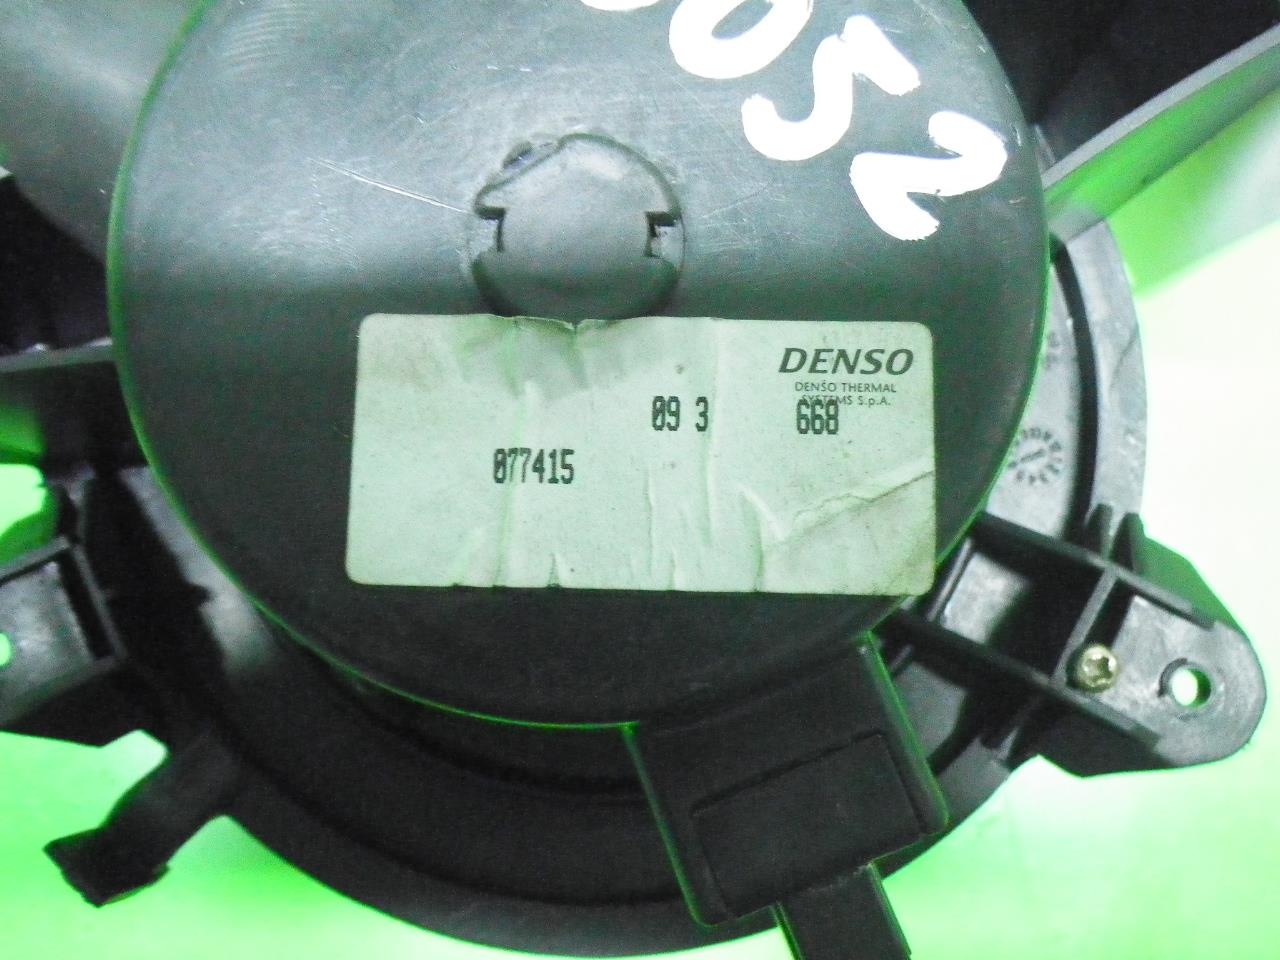 052
DENSO
DENSO THERMAL
SYSTEMS S.p.A.
09 3 668
077415